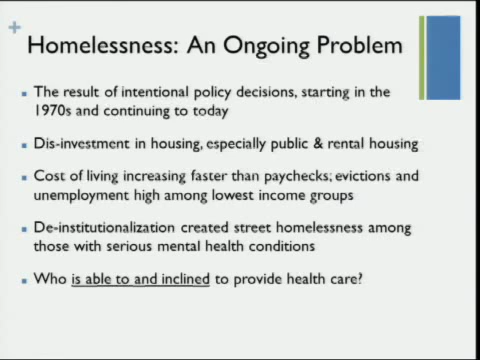 +
Homelessness: An Ongoing Problem
The result of intentional policy decisions, starting in the
1970s and continuing to today
Dis-investment in housing, especially public & rental housing
Cost of living increasing faster than paychecks; evictions and
unemployment high among lowest income groups
De-institutionalization created street homelessness among
those with serious mental health conditions
Who is able to and inclined to provide health care?